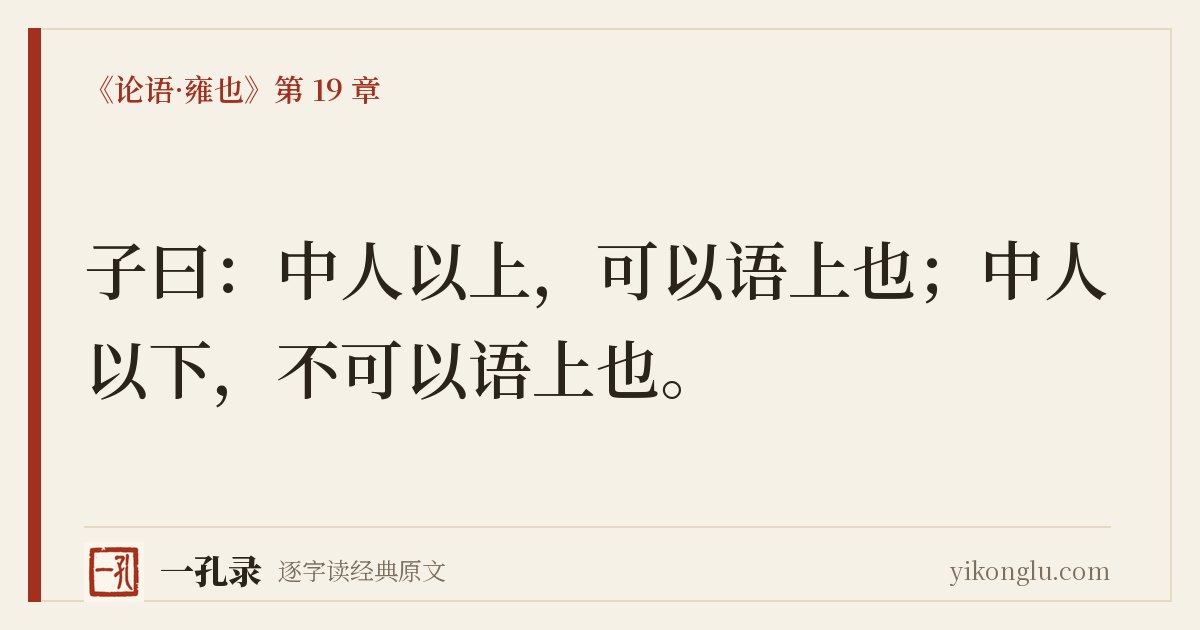 《论语·雍也》第 19 章
子曰：中人以上，可以语上也；中人
以下，不可以语上也。
一孔
一孔录 逐字读经典原文 yikonglu.com